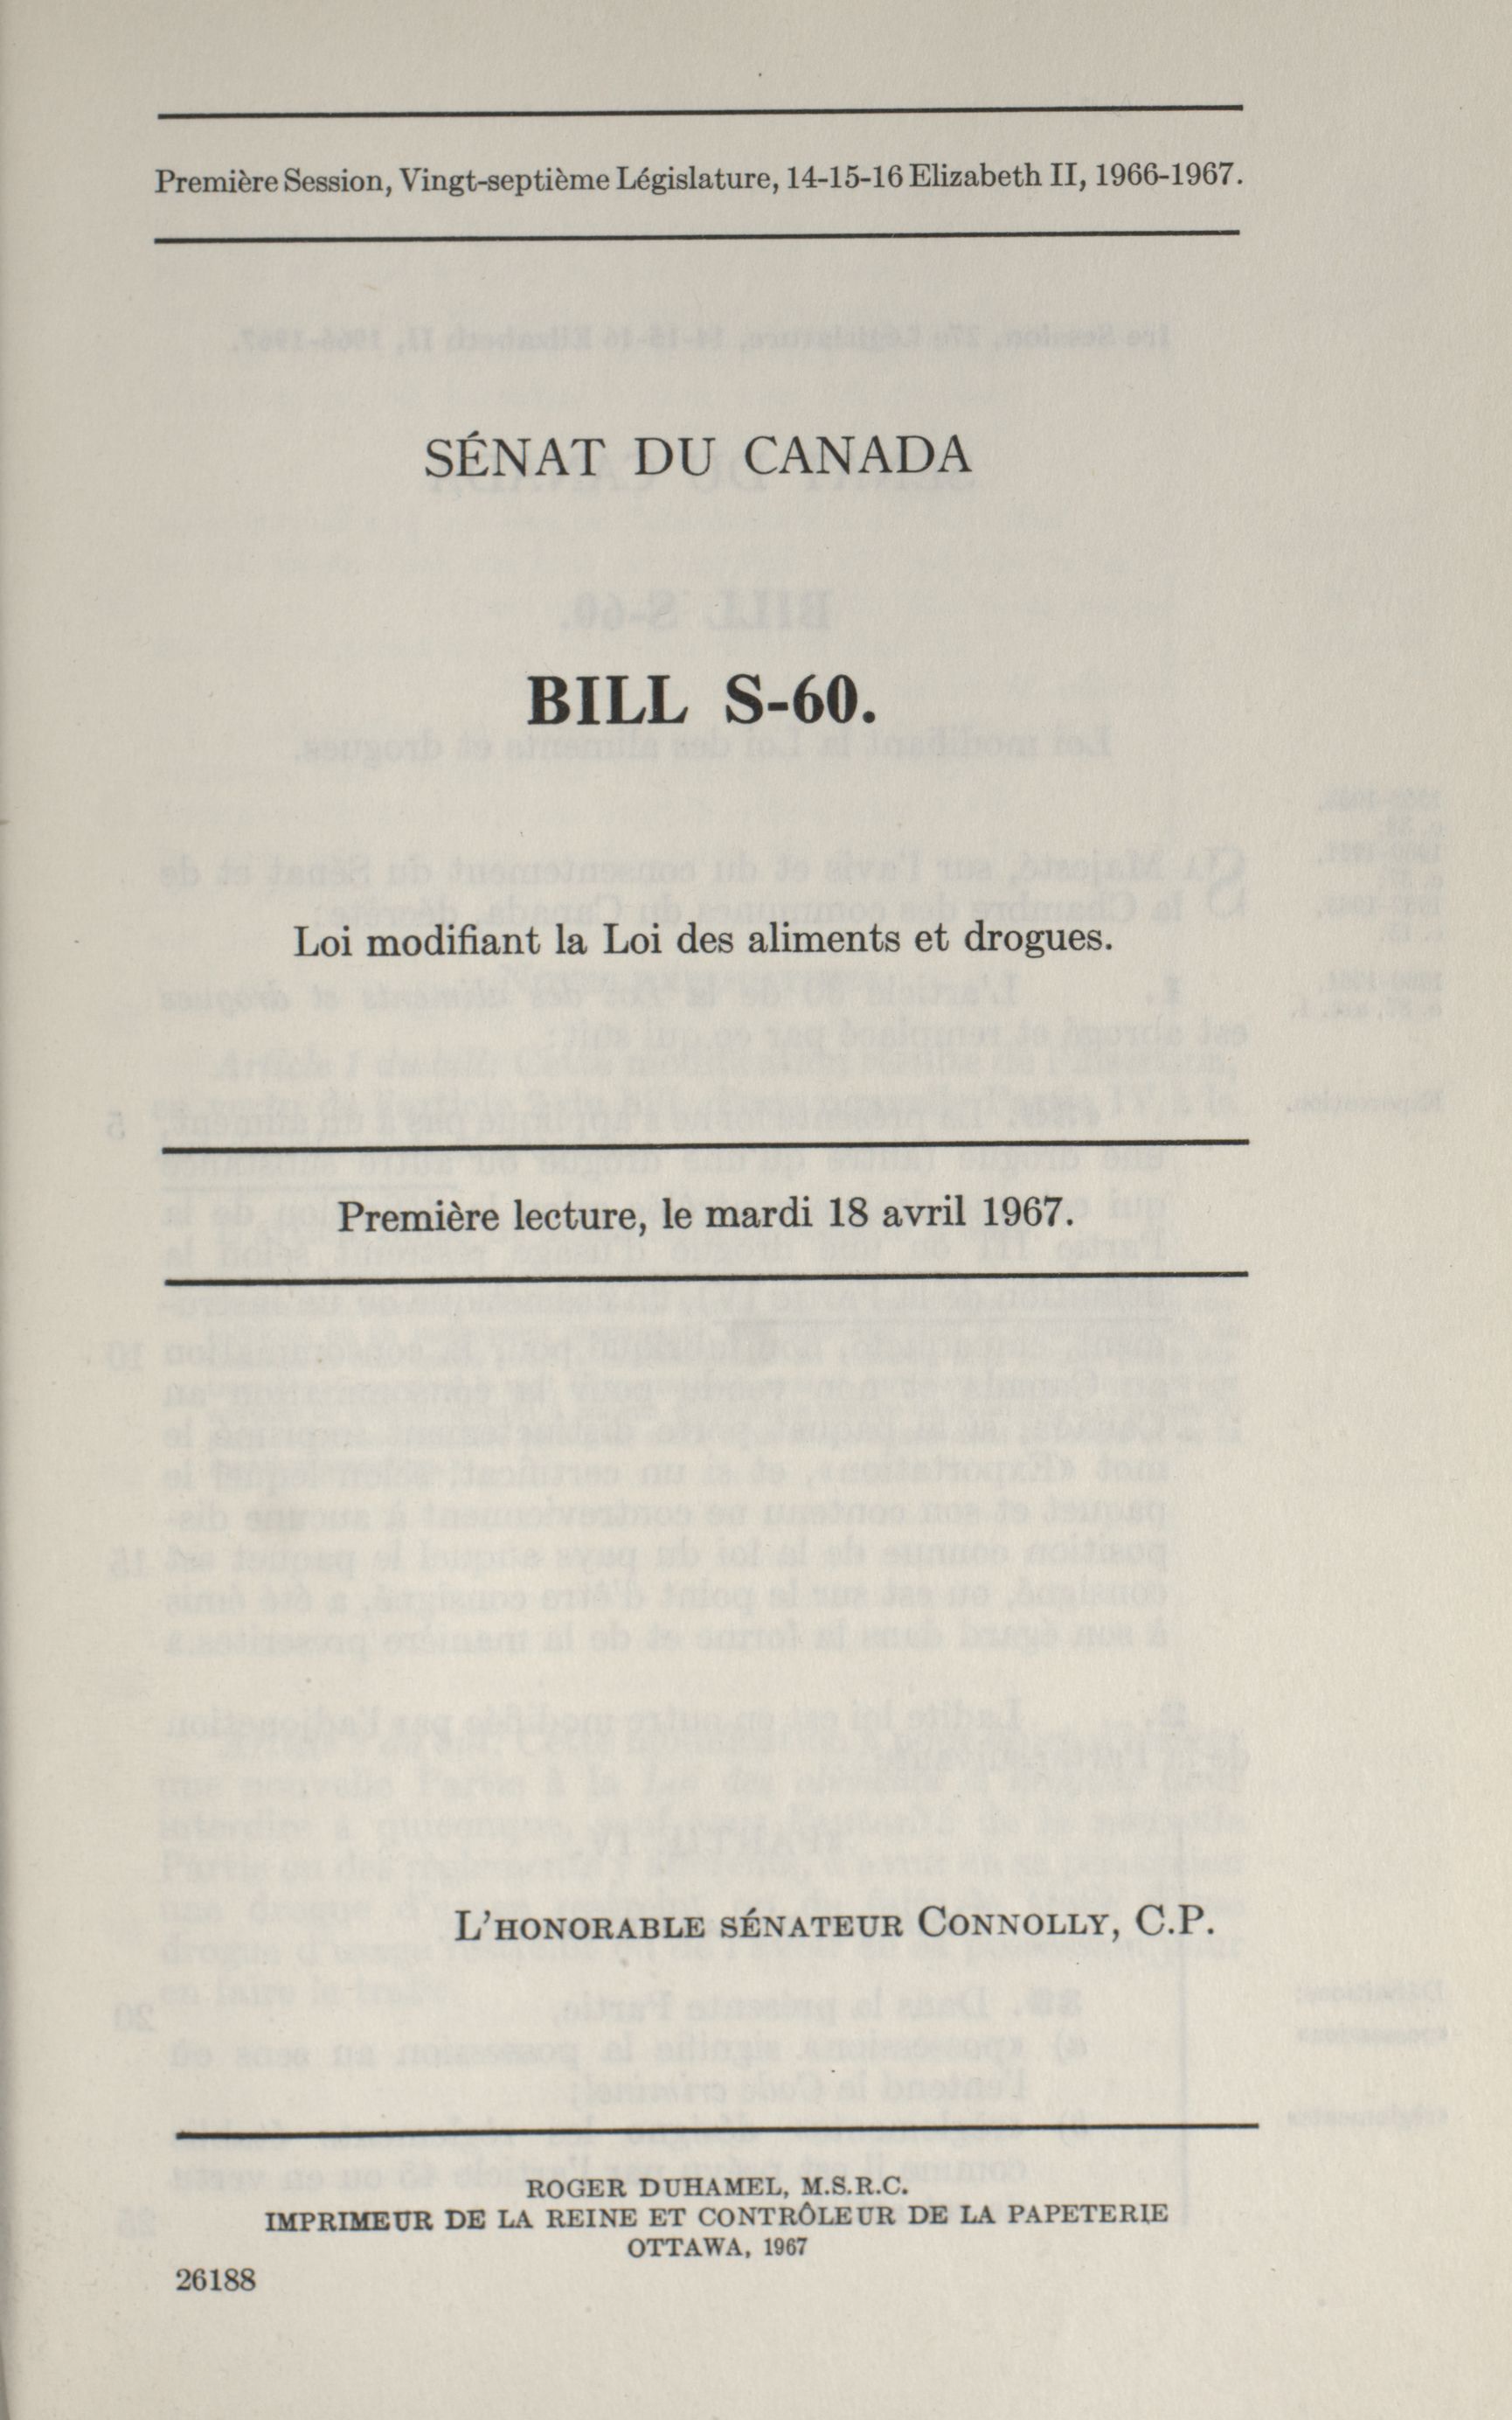 Première Session, Vingt-septième Législature, 14-15-16 Elizabeth II, 1966-1967.
SÉNAT DU CANADA
BILL S-60.
Loi modifiant la Loi des aliments et drogues.
Première lecture, le mardi 18 avril 1967.
L'HONORABLE SÉNATEUR CONNOLLY, C.P.
ROGER DUHAMEL, M.S.R.C.
IMPRIMEUR DE LA REINE ET CONTRÔLEUR DE LA PAPETERIE
OTTAWA, 1967
26188